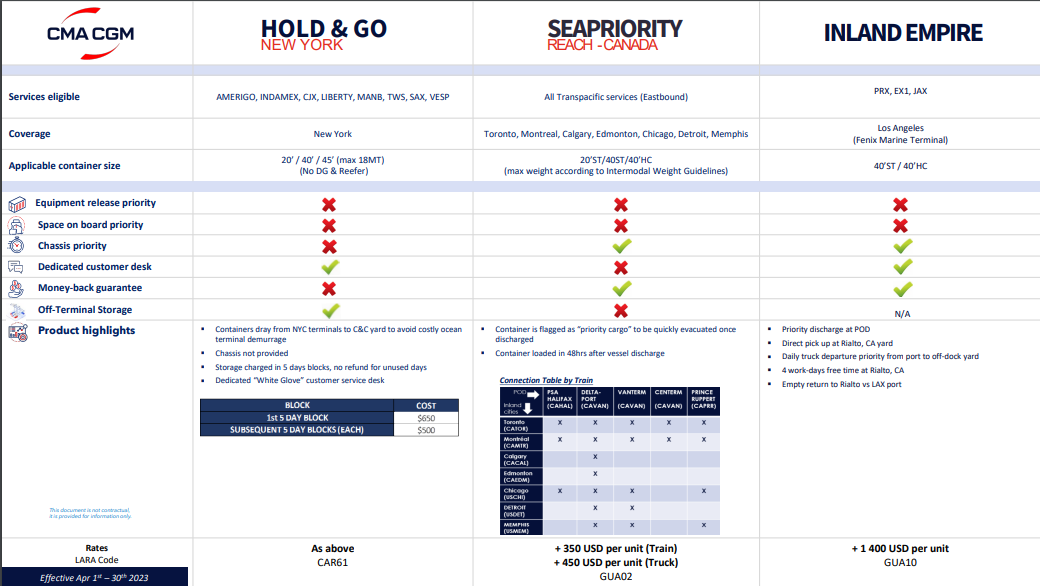 CMA CGM
HOLD & GO
NEW YORK
SEAPRIORITY
REACH - CANADA
INLAND EMPIRE
Services eligible
AMERIGO, INDAMEX, CJX, LIBERTY, MANB, TWS, SAX, VESP
All Transpacific services (Eastbound)
PRX, EX1, JAX
Coverage
New York
Toronto, Montreal, Calgary, Edmonton, Chicago, Detroit, Memphis
Los Angeles
(Fenix Marine Terminal)
Applicable container size
20' / 40' / 45' (max 18MT)
(No DG & Reefer)
20'ST/40ST/40'HC
(max weight according to Intermodal Weight Guidelines)
40'ST / 40'HC
Equipment release priority
Space on board priority
Chassis priority
Dedicated customer desk
Money-back guarantee
Off-Terminal Storage
N/A
Product highlights
Containers dray from NYC terminals to C&C yard to avoid costly ocean
terminal demurrage
Chassis not provided
Storage charged in 5 days blocks, no refund for unused days
Dedicated "White Glove" customer service desk
BLOCK COST
1st 5 DAY BLOCK $650
SUBSEQUENT 5 DAY BLOCKS (EACH) $500
Container is flagged as "priority cargo" to be quickly evacuated once
discharged
Container loaded in 48hrs after vessel discharge
Connection Table by Train
POD
Inland
cities
PSA
HALIFAX
(CAHAL)
DELTA-
PORT
(CAVAN)
VANTERM
(CAVAN)
CENTERM
(CAVAN)
PRINCE
RUPPERT
(CAPRR)
Toronto
(CATOR)
X X X X X
Montréal
(CAMTR)
X X X X X
Calgary
(CACAL)
X
Edmonton
(CAEDM)
X
Chicago
(USCHI)
X X X X
DETROIT
(USDET)
X X
MEMPHIS
(USMEM)
X X X
Priority discharge at POD
Direct pick up at Rialto, CA yard
Daily truck departure priority from port to off-dock yard
4 work-days free time at Rialto, CA
Empty return to Rialto vs LAX port
This document is not contractual,
it is provided for information only.
Rates
LARA Code
As above
CAR61
+ 350 USD per unit (Train)
+ 450 USD per unit (Truck)
GUA02
+ 1 400 USD per unit
GUA10
Effective Apr 1st – 30th 2023